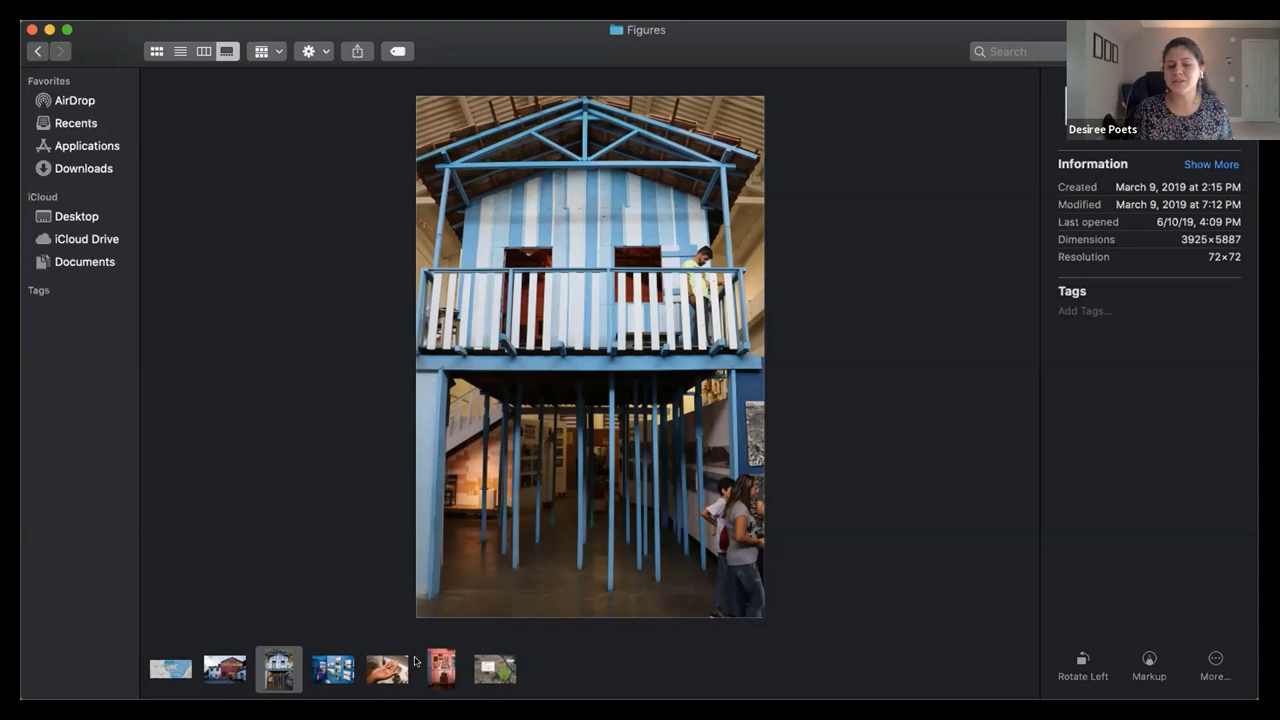 Figures
Search
Desiree Poets
Favorites
AirDrop
Recents
Applications
Downloads
iCloud
Desktop
iCloud Drive
Documents
Tags
Information
Show More
Created
March 9, 2019 at 2:15 PM
Modified
March 9, 2019 at 7:12 PM
Last opened
6/10/19, 4:09 PM
Dimensions
3925×5887
Resolution
72×72
Tags
Add Tags...
Rotate Left
Markup
More...